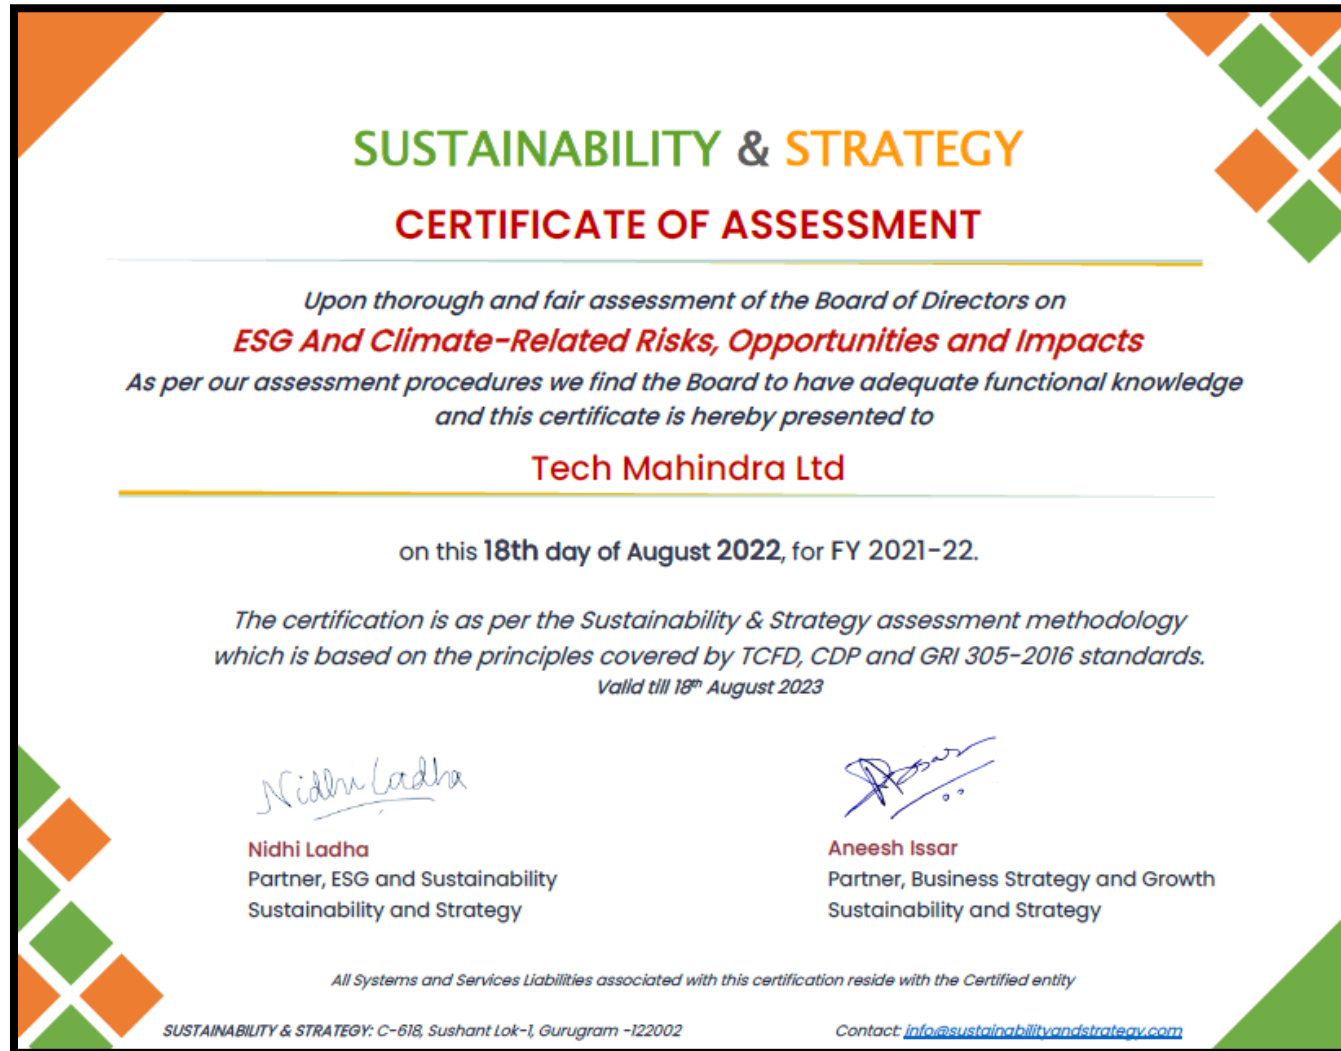 SUSTAINABILITY & STRATEGY
CERTIFICATE OF ASSESSMENT
Upon thorough and fair assessment of the Board of Directors on
ESG And Climate-Related Risks, Opportunities and Impacts
As per our assessment procedures we find the Board to have adequate functional knowledge
and this certificate is hereby presented to
Tech Mahindra Ltd
on this 18th day of August 2022, for FY 2021-22.
The certification is as per the Sustainability & Strategy assessment methodology
which is based on the principles covered by TCFD, CDP and GRI 305-2016 standards.
Valid till 18th August 2023
Nidhi Ladha
Nidhi Ladha
Partner, ESG and Sustainability
Sustainability and Strategy
Aneesh Issar
Partner, Business Strategy and Growth
Sustainability and Strategy
All Systems and Services Liabilities associated with this certification reside with the Certified entity
SUSTAINABILITY & STRATEGY: C-618, Sushant Lok-1, Gurugram -122002
Contact: info@sustainabilityandstrategy.com